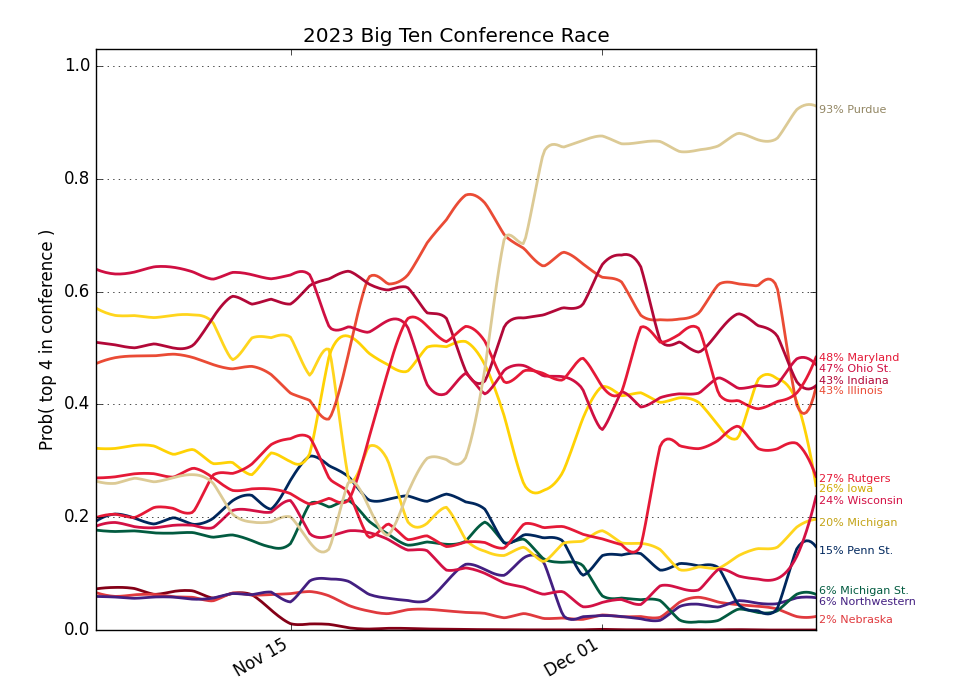 2023 Big Ten Conference Race
Prob( top 4 in conference )
1.0
0.8
0.6
0.4
0.2
0.0
Nov 15
Dec 01
93% Purdue
48% Maryland
47% Ohio St.
43% Indiana
43% Illinois
27% Rutgers
26% Iowa
24% Wisconsin
20% Michigan
15% Penn St.
6% Michigan St.
6% Northwestern
2% Nebraska